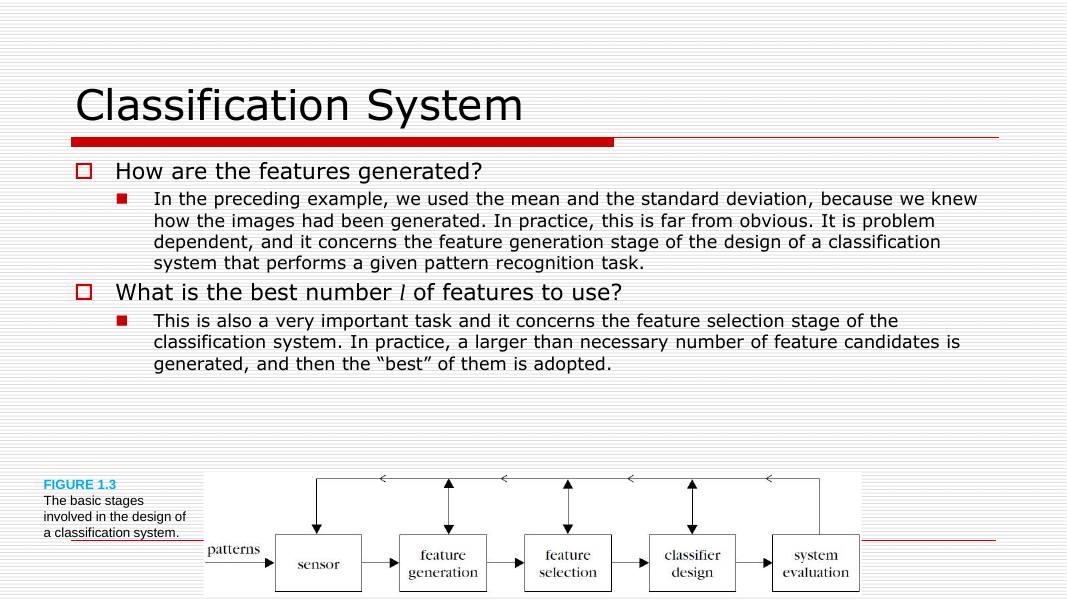 Classification System
How are the features generated?
In the preceding example, we used the mean and the standard deviation, because we knew
how the images had been generated. In practice, this is far from obvious. It is problem
dependent, and it concerns the feature generation stage of the design of a classification
system that performs a given pattern recognition task.
What is the best number l of features to use?
This is also a very important task and it concerns the feature selection stage of the
classification system. In practice, a larger than necessary number of feature candidates is
generated, and then the “best” of them is adopted.
FIGURE 1.3
The basic stages
involved in the design of
a classification system.
patterns
sensor
feature
generation
feature
selection
classifier
design
system
evaluation